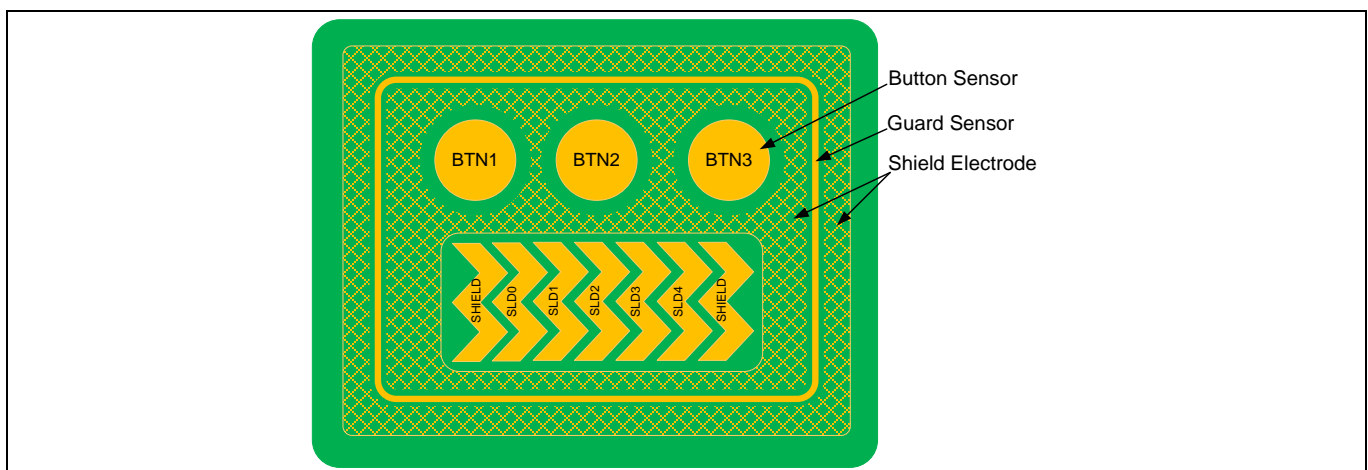 Button Sensor
Guard Sensor
Shield Electrode
BTN1 BTN2 BTN3
SHIELD SLD0 SLD1 SLD2 SLD3 SLD4 SHIELD